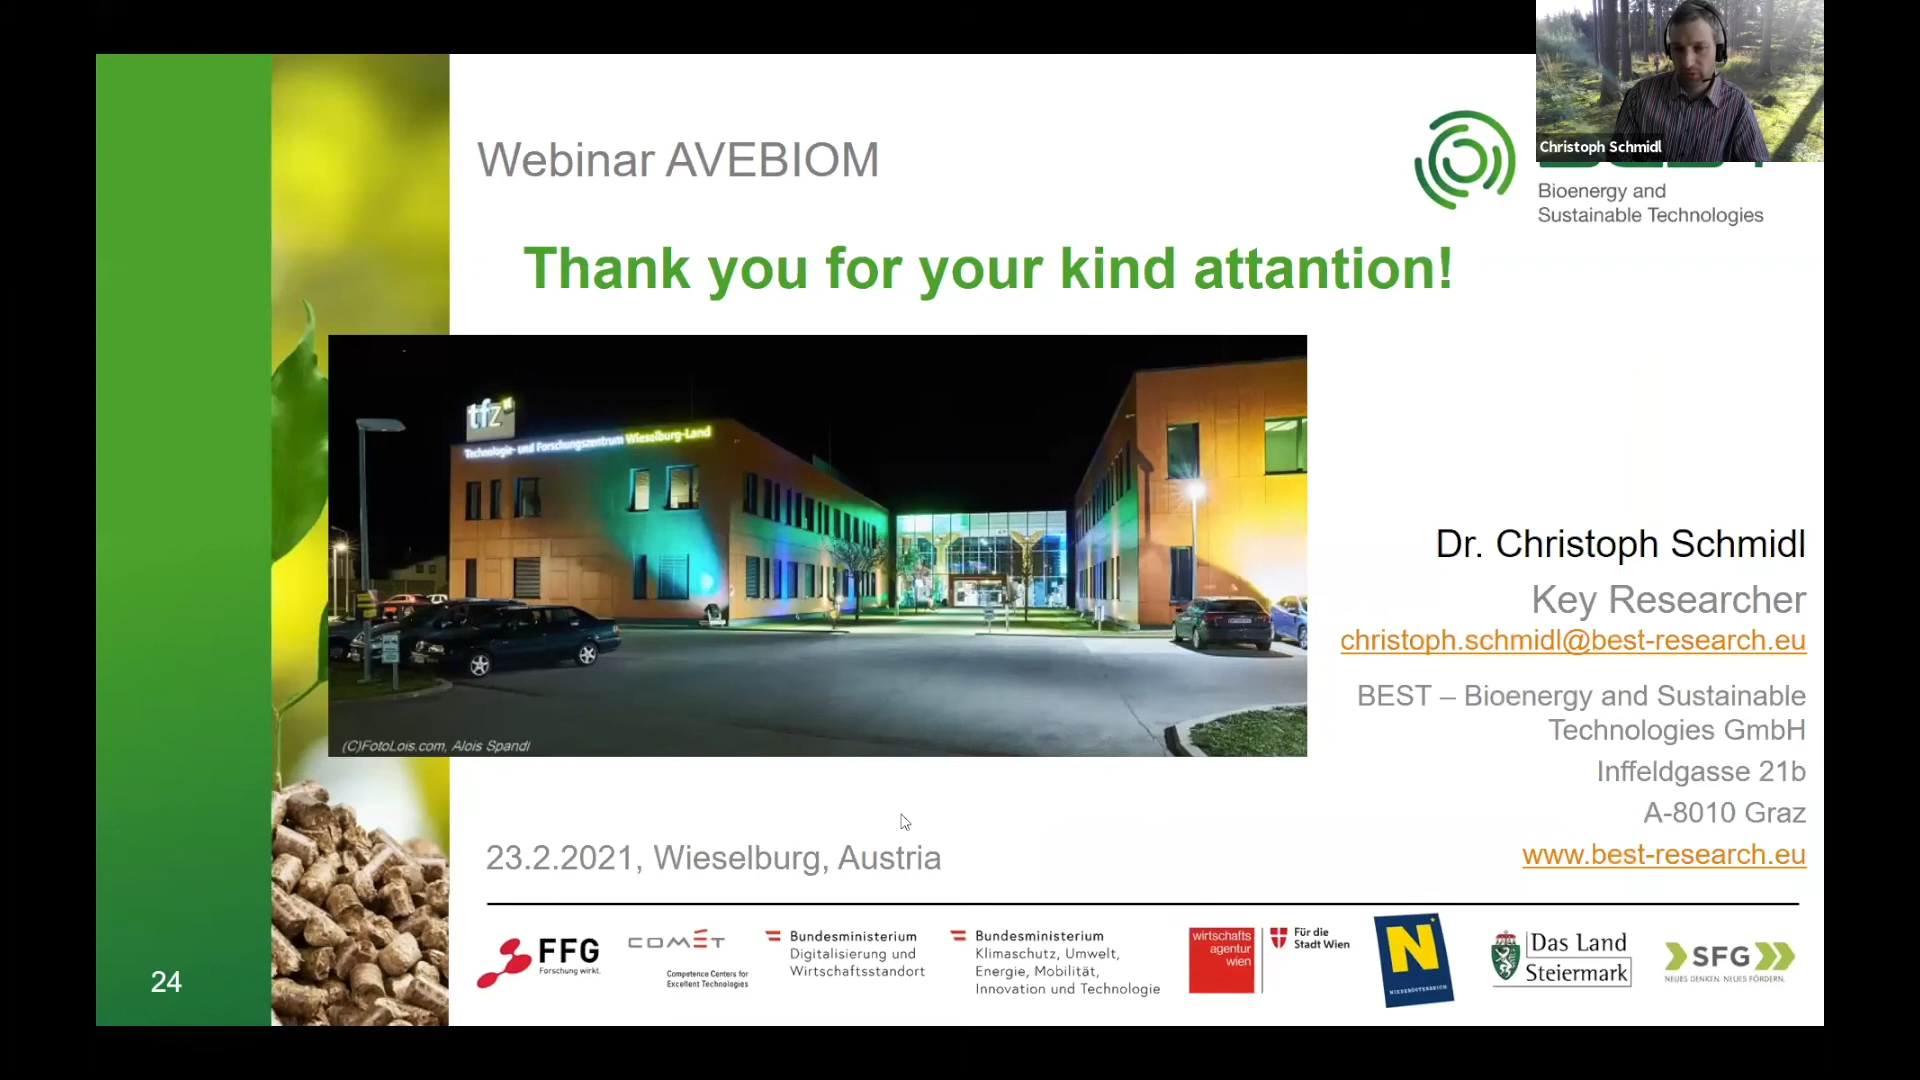 Christoph Schmidl
Webinar AVEBIOM
Bioenergy and
Sustainable Technologies
Thank you for your kind attantion!
tfz
Technologie- und Forschungszentrum Wieselburg-Land
(C)FotoLois.com, Alois Spandl
Dr. Christoph Schmidl
Key Researcher
christoph.schmidl@best-research.eu
BEST – Bioenergy and Sustainable
Technologies GmbH
Inffeldgasse 21b
A-8010 Graz
www.best-research.eu
23.2.2021, Wieselburg, Austria
24
FFG
Forschung wirkt.
COMET
Competence Centers for
Excellent Technologies
Bundesministerium
Digitalisierung und
Wirtschaftsstandort
Bundesministerium
Klimaschutz, Umwelt,
Energie, Mobilität,
Innovation und Technologie
wirtschafts
agentur
wien
Für die
Stadt Wien
N
NIEDERÖSTERREICH
Das Land
Steiermark
SFG
NEUES DENKEN. NEUES FÖRDERN.